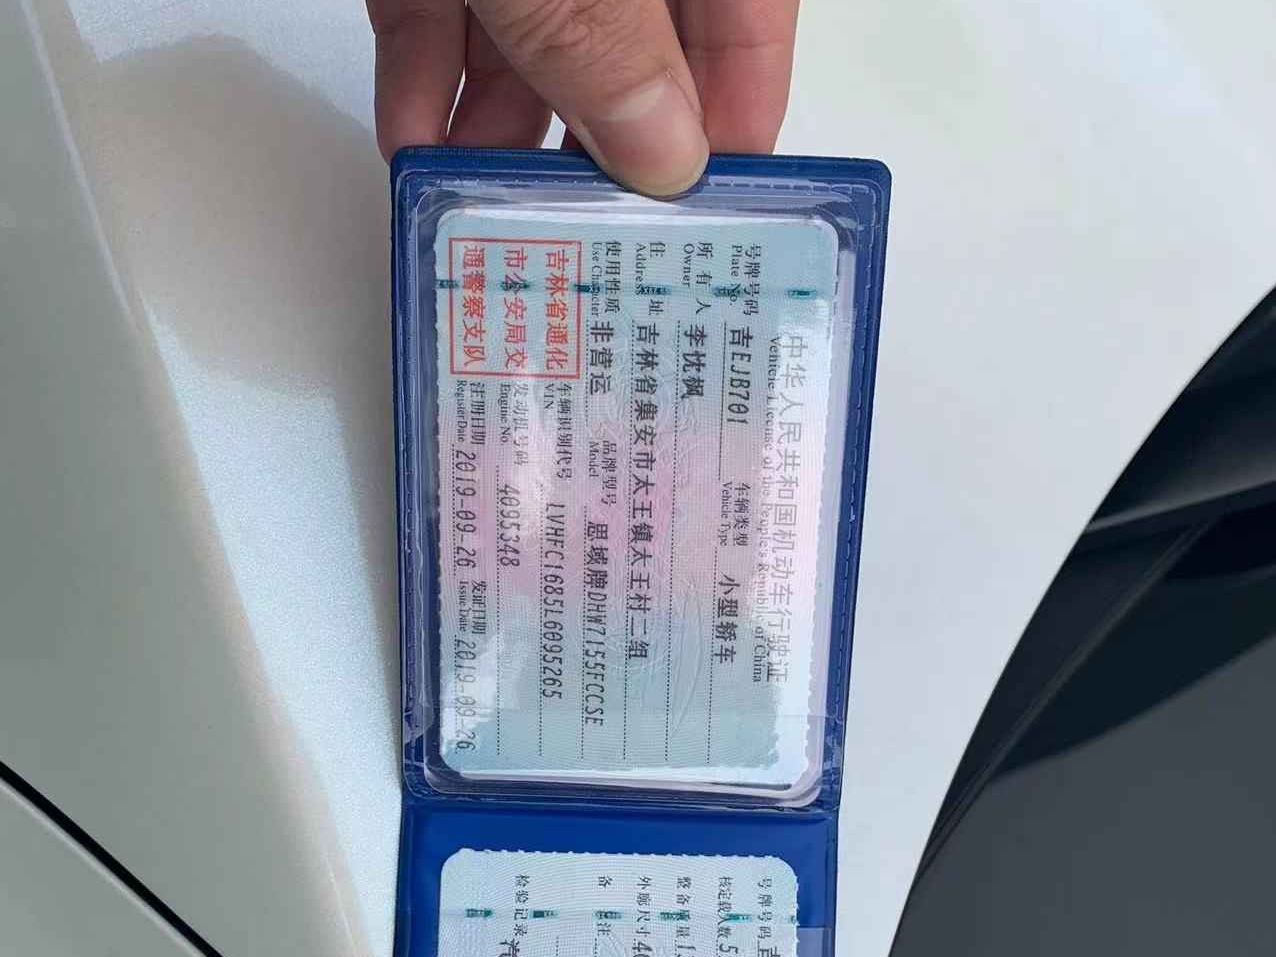 中华人民共和国机动车行驶证
Vehicle License of the People's Republic of China
号牌号码 吉EJB701 车辆类型 小型轿车
Plate No. Vehicle Type
所有人 李忱枫
Owner
住址 吉林省集安市太王镇太王村二组
Address
使用性质 非营运 品牌型号 思域牌DHW7155FCCSE
Use Character Model
车辆识别代号 LVHFC1685L6095265
VIN
发动机号码 4095348
Engine No.
注册日期 2019-09-26 发证日期 2019-09-26
Register Date Issue Date
吉林省通化
市公安局交
通警察支队
号牌号码
核定载人数 5
整备质量 1
外廓尺寸 4
备注
检验记录